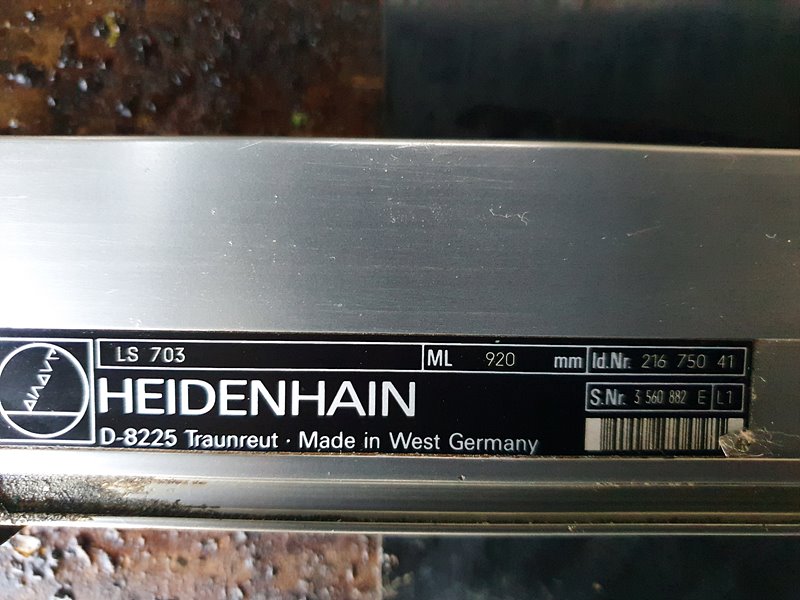 LS 703 ML 920 mm Id.Nr. 216 750 41
HEIDENHAIN S.Nr. 3 560 882 E L1
D-8225 Traunreut · Made in West Germany